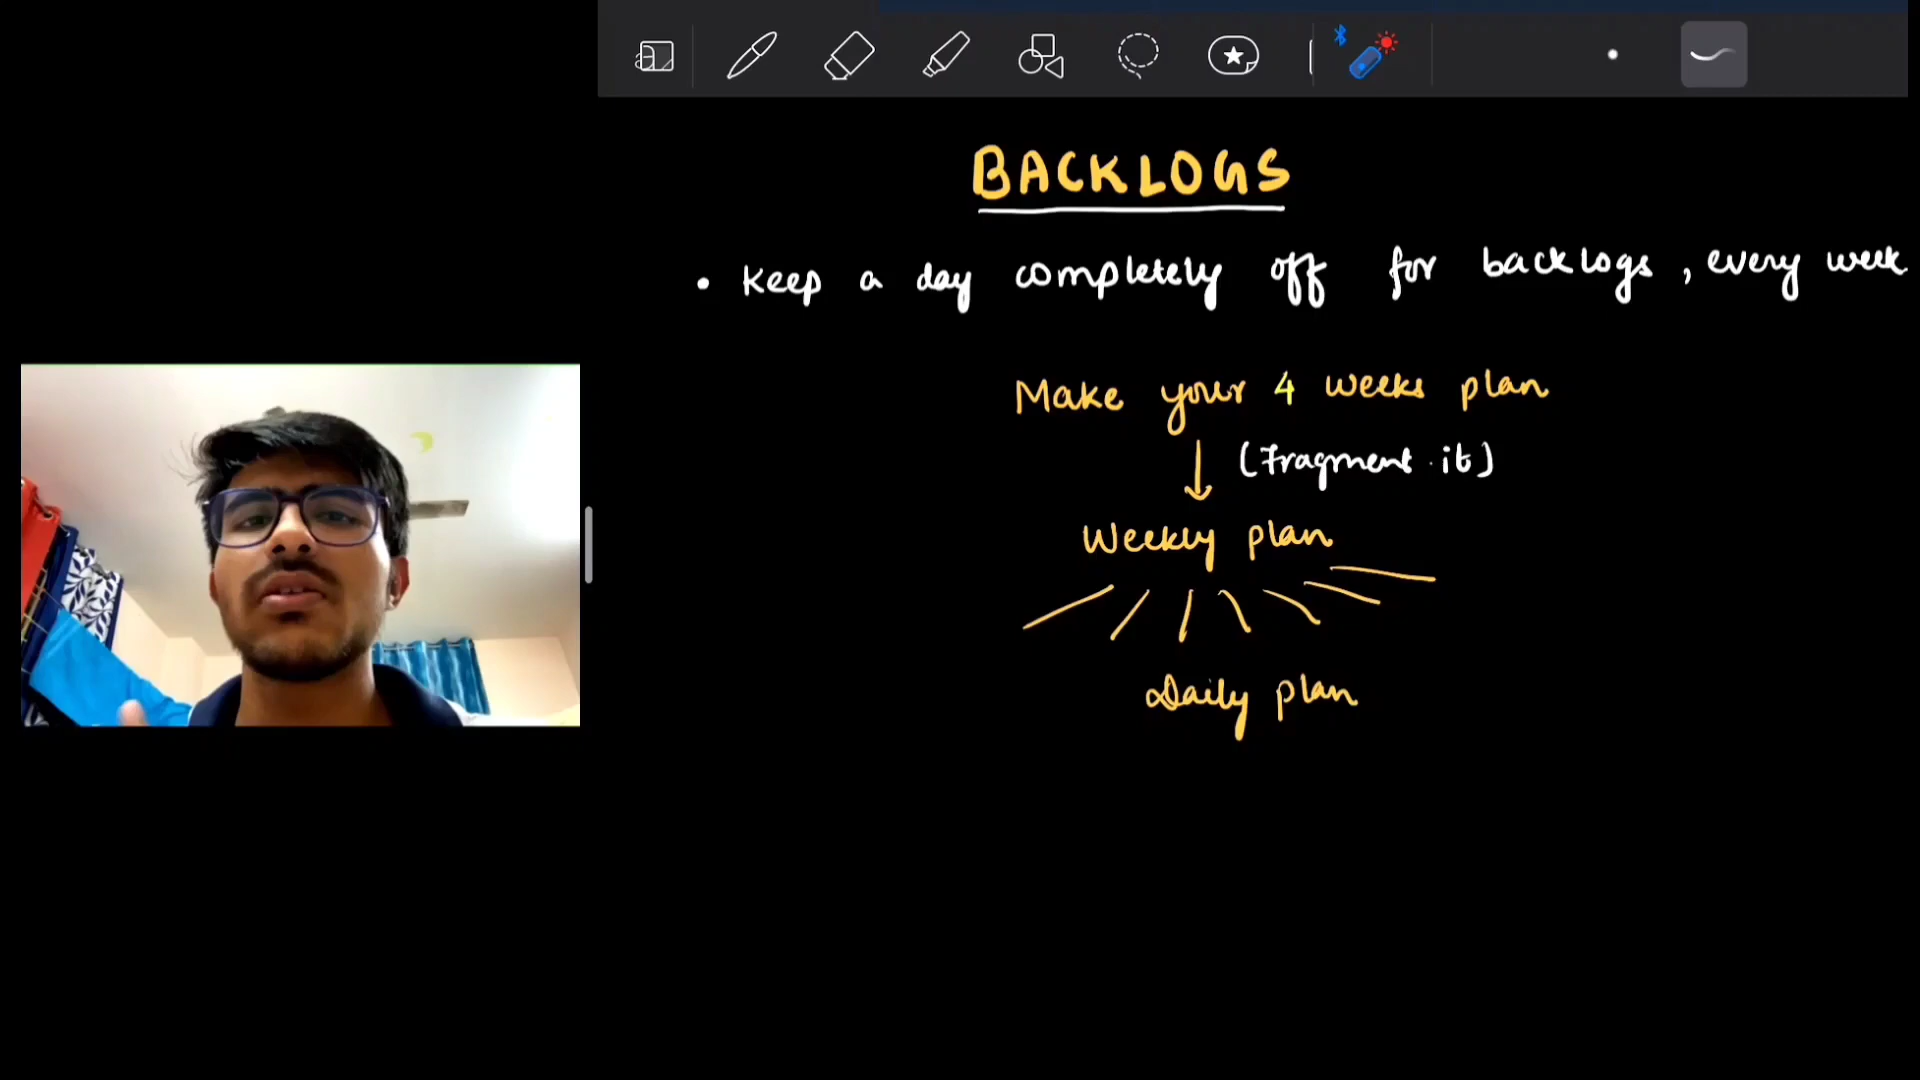 BACKLOGS
• Keep a day completely off for backlogs, every week
Make your 4 weeks plan
(Fragment it)
Weekly plan
Daily plan